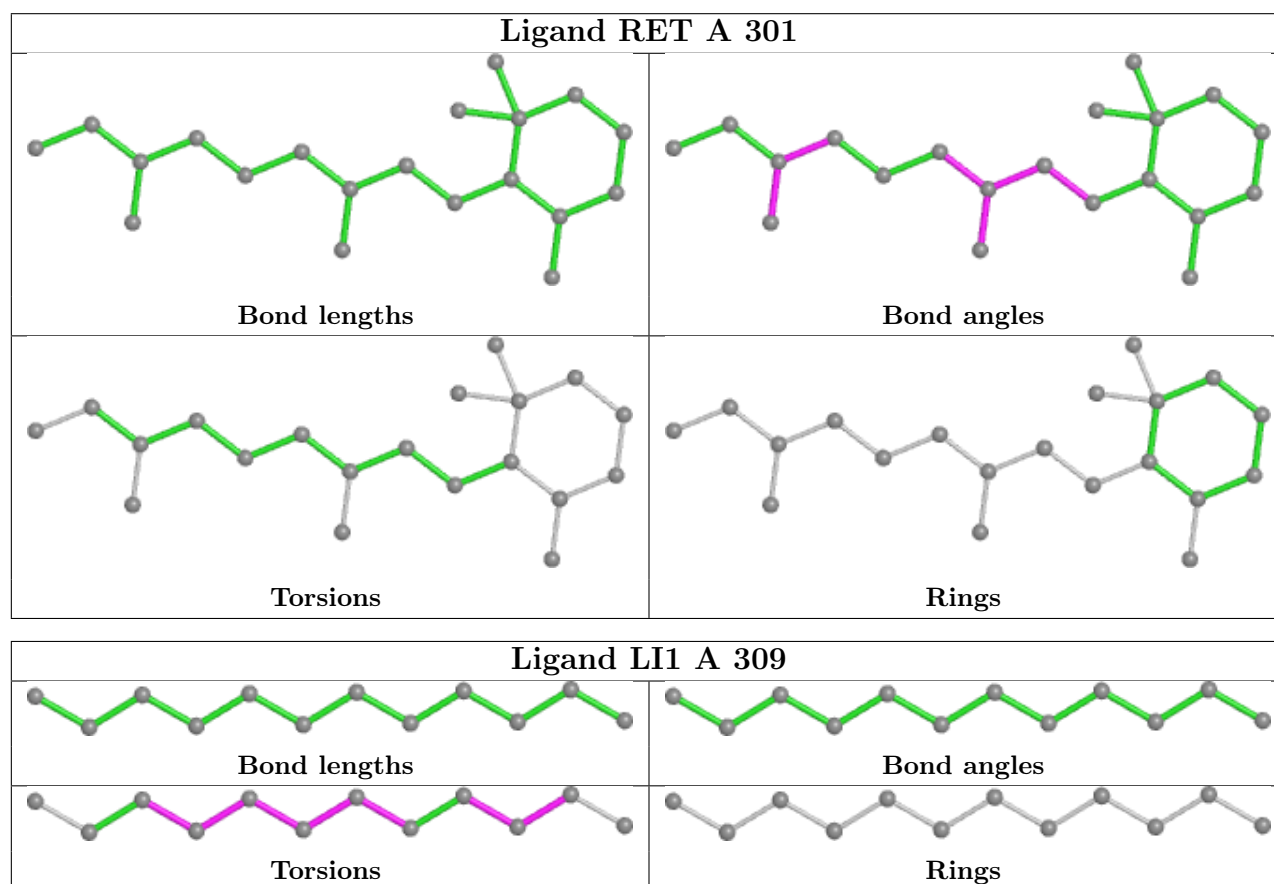 Ligand RET A 301
Bond lengths Bond angles
Torsions Rings
Ligand LI1 A 309
Bond lengths Bond angles
Torsions Rings